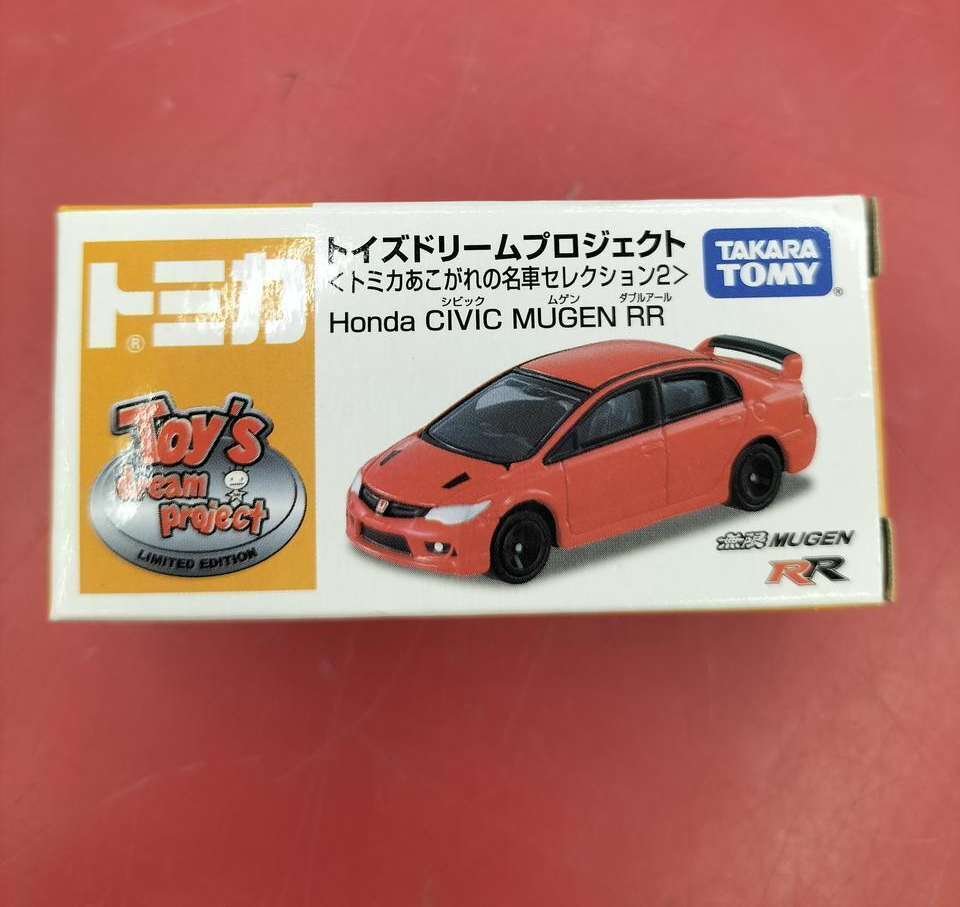 トミカ
®
Toy's
dream
project
LIMITED EDITION
トイズドリームプロジェクト
<トミカあこがれの名車セレクション2>
シビック ムゲン ダブルアール
Honda CIVIC MUGEN RR
TAKARA
TOMY
®
無限 MUGEN
RR